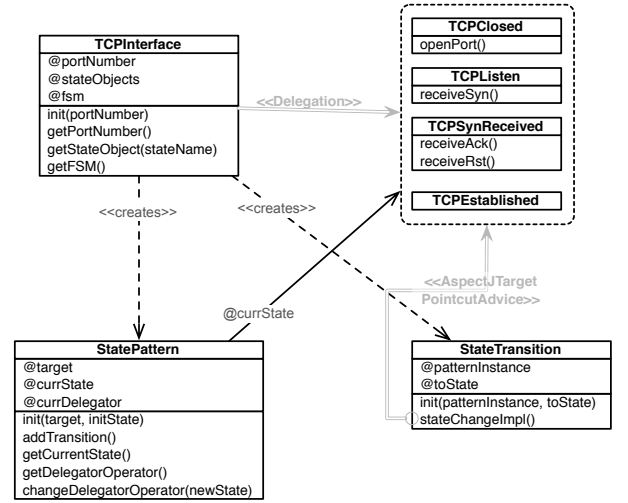 TCPInterface
@portNumber
@stateObjects
@fsm
init(portNumber)
getPortNumber()
getStateObject(stateName)
getFSM()
<<Delegation>>
TCPClosed
openPort()
TCPListen
receiveSyn()
TCPSynReceived
receiveAck()
receiveRst()
TCPEstablished
<<creates>>
<<creates>>
@currState
<<AspectJTarget
PointcutAdvice>>
StatePattern
@target
@currState
@currDelegator
init(target, initState)
addTransition()
getCurrentState()
getDelegatorOperator()
changeDelegatorOperator(newState)
StateTransition
@patternInstance
@toState
init(patternInstance, toState)
stateChangeImpl()